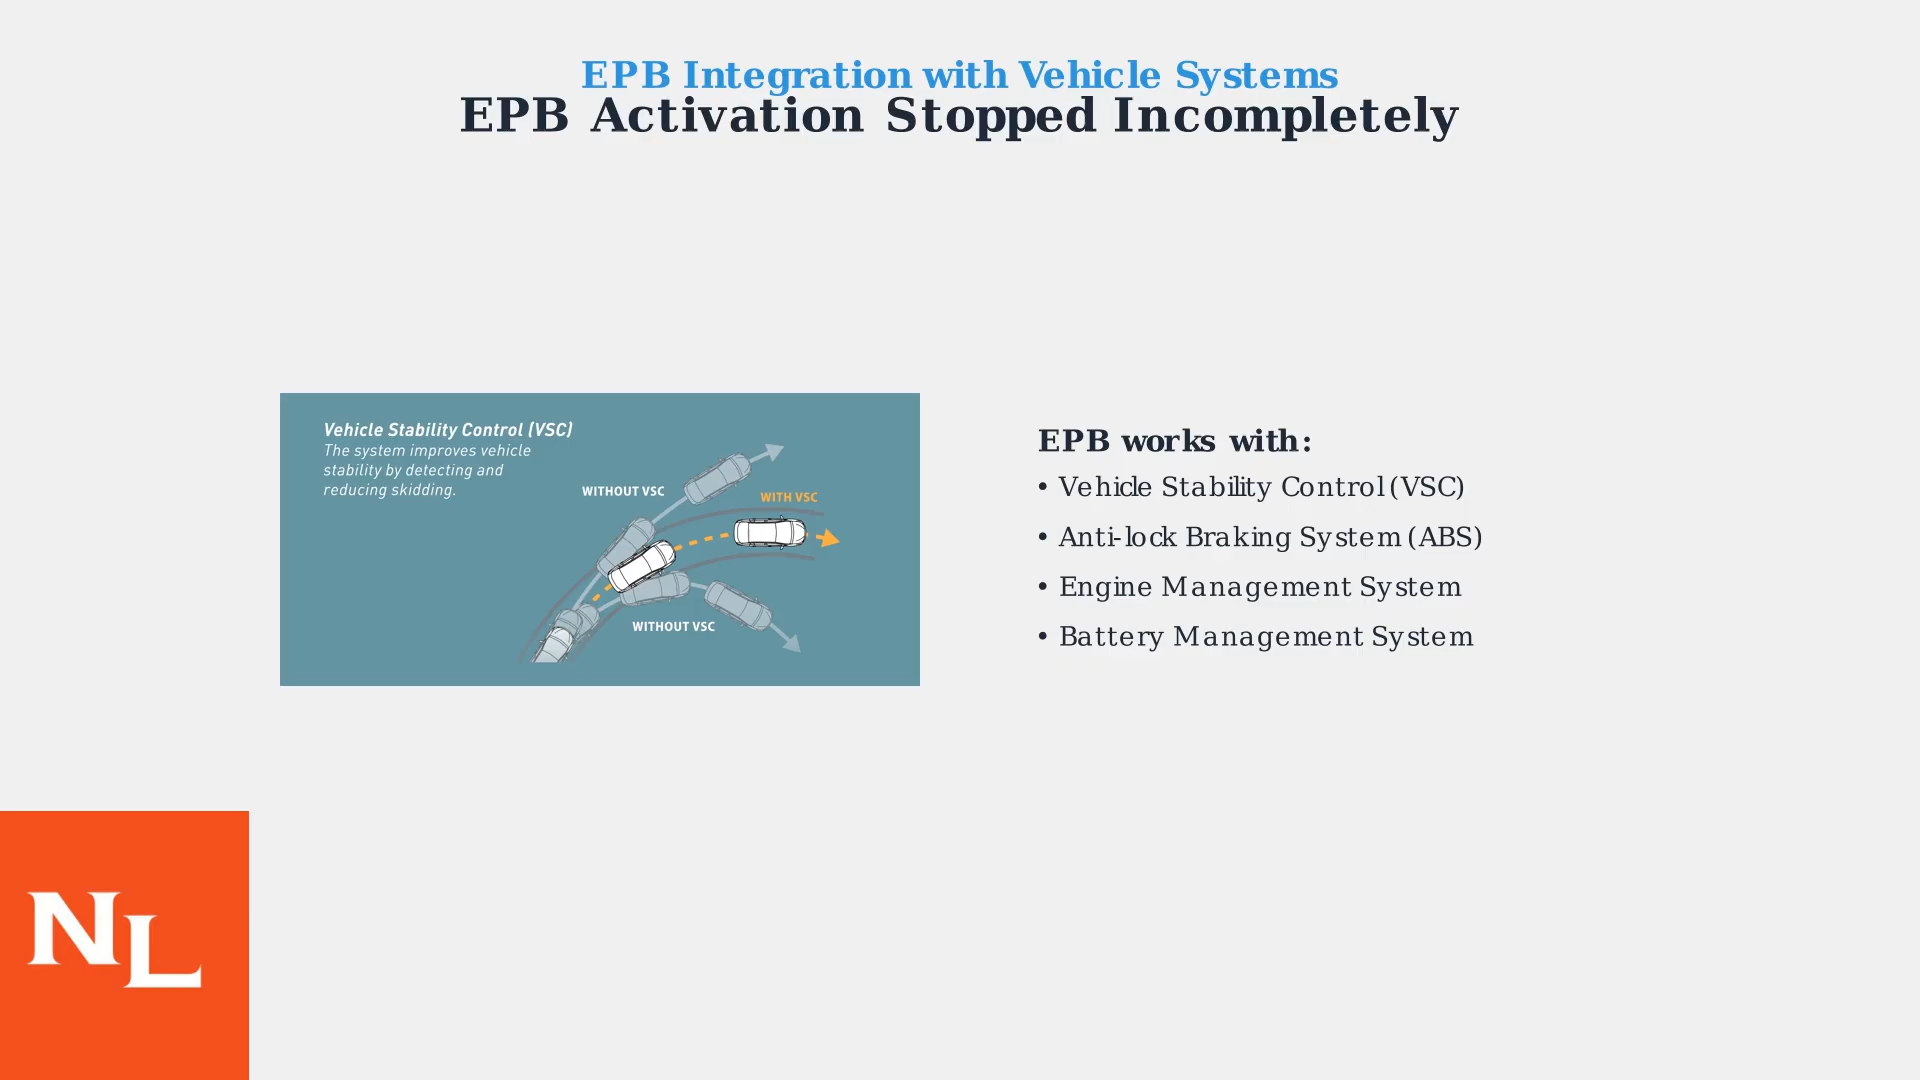 EPB Integration with Vehicle Systems
EPB Activation Stopped Incompletely
Vehicle Stability Control (VSC)
The system improves vehicle
stability by detecting and
reducing skidding.
WITHOUT VSC
WITH VSC
WITHOUT VSC
EPB works with:
• Vehicle Stability Control (VSC)
• Anti-lock Braking System (ABS)
• Engine Management System
• Battery Management System
NL